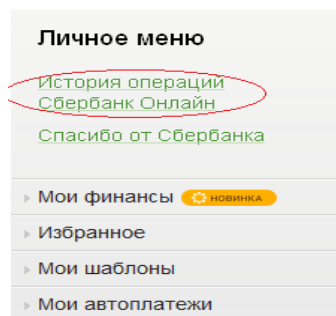 Личное меню
История операций
Сбербанк Онлайн
Спасибо от Сбербанка
Мои финансы НОВИНКА
Избранное
Мои шаблоны
Мои автоплатежи